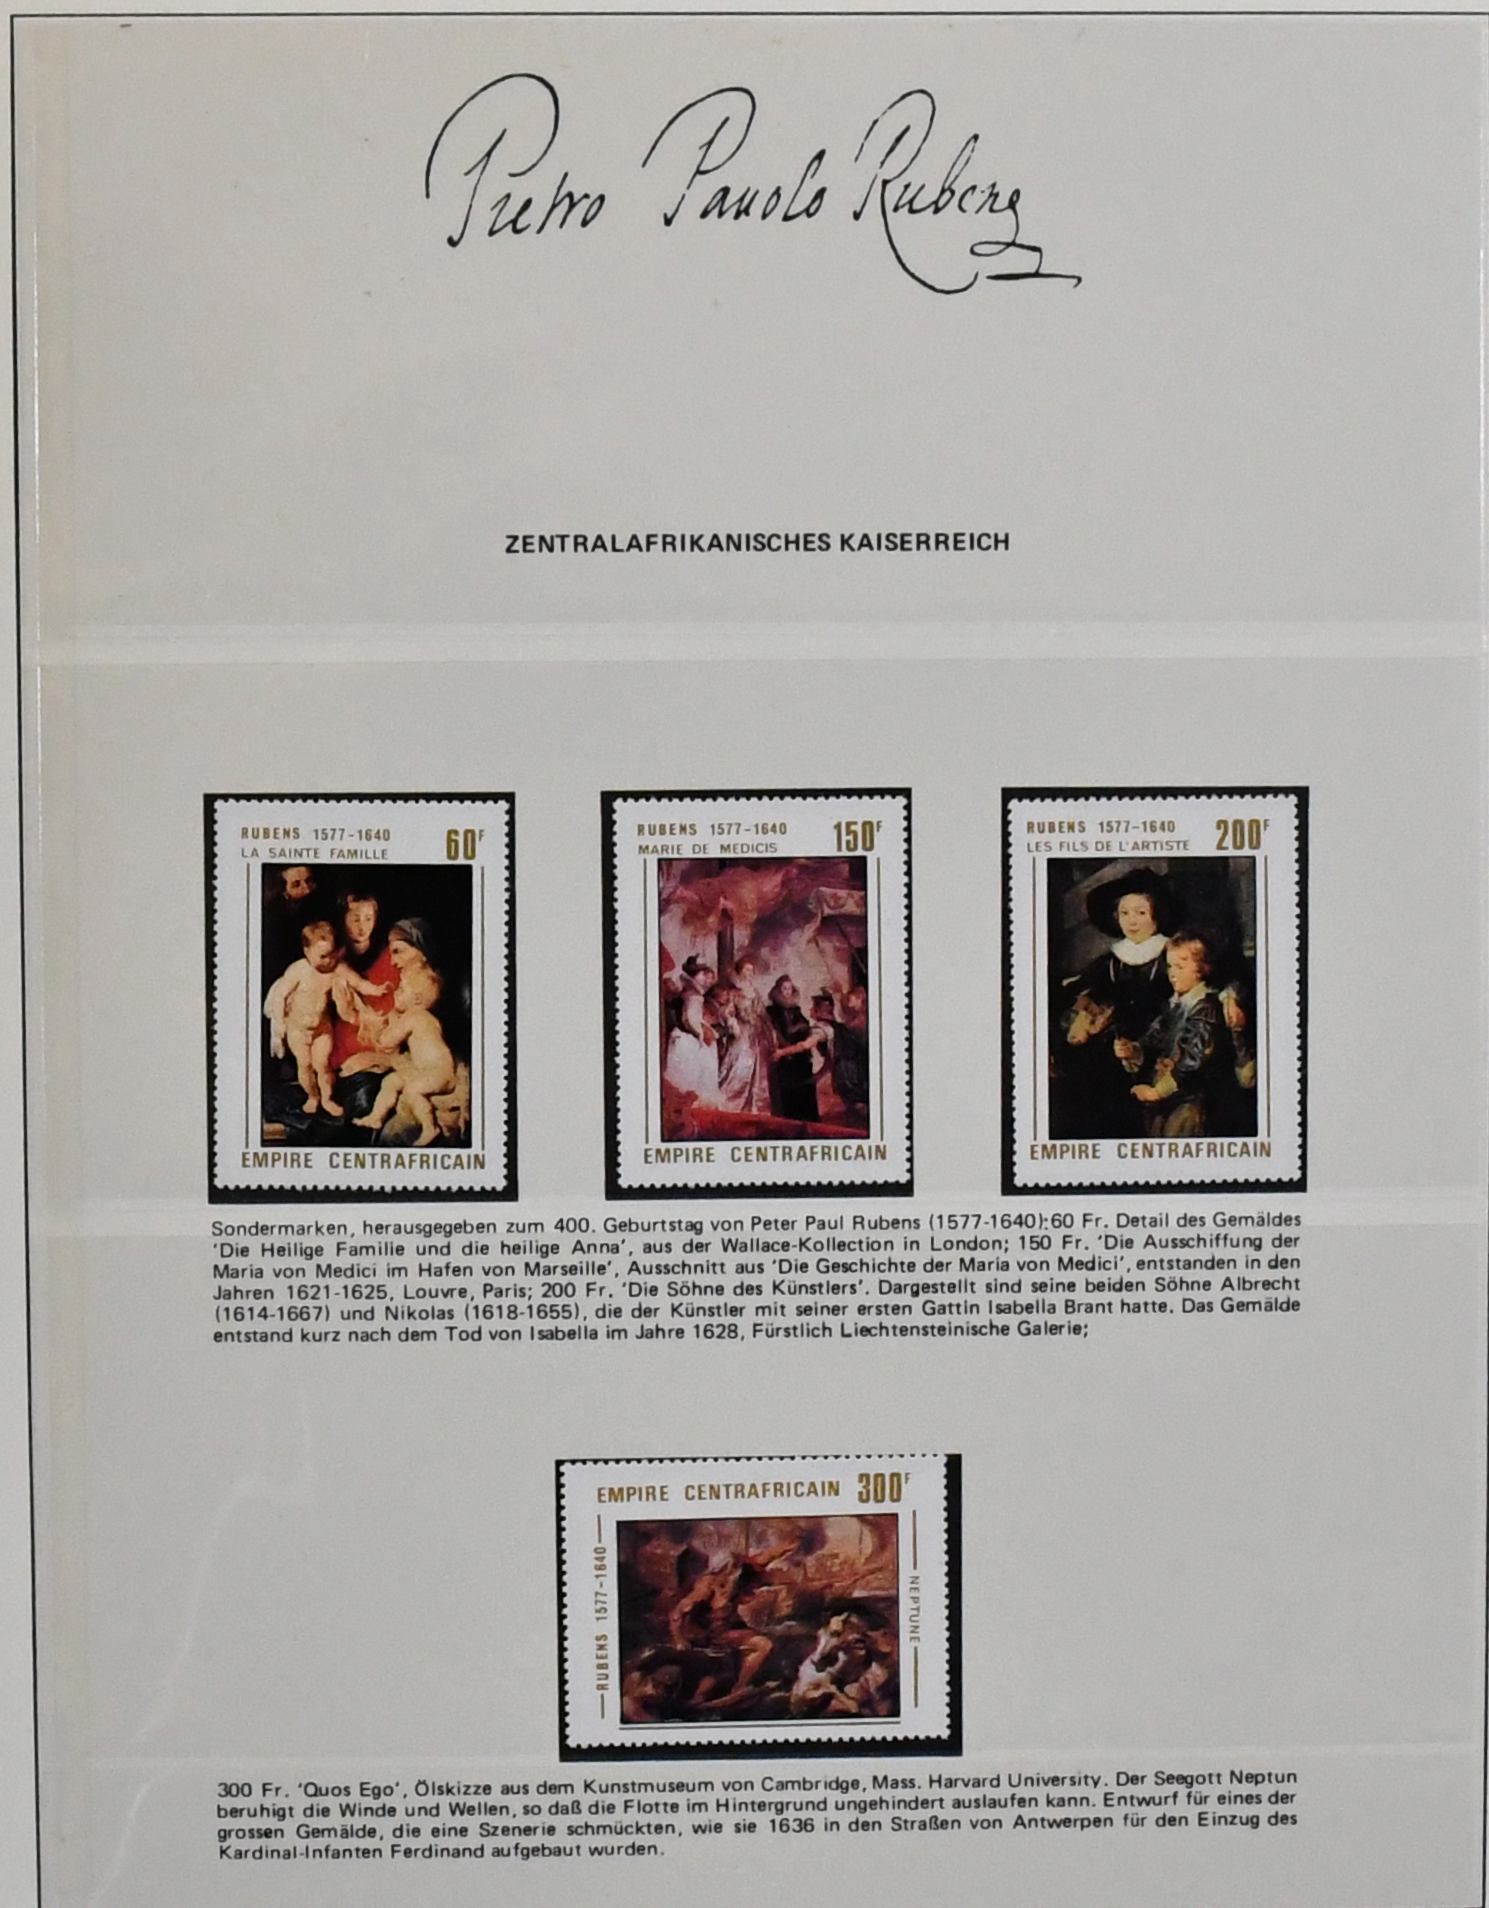 Pietro Pauolo Rubens
ZENTRALAFRIKANISCHES KAISERREICH
RUBENS 1577-1640 60F
LA SAINTE FAMILLE
EMPIRE CENTRAFRICAIN
RUBENS 1577-1640 150F
MARIE DE MEDICIS
EMPIRE CENTRAFRICAIN
RUBENS 1577-1640 200F
LES FILS DE L'ARTISTE
EMPIRE CENTRAFRICAIN
Sondermarken, herausgegeben zum 400. Geburtstag von Peter Paul Rubens (1577-1640):60 Fr. Detail des Gemäldes
'Die Heilige Familie und die heilige Anna', aus der Wallace-Kollection in London; 150 Fr. 'Die Ausschiffung der
Maria von Medici im Hafen von Marseille', Ausschnitt aus 'Die Geschichte der Maria von Medici', entstanden in den
Jahren 1621-1625, Louvre, Paris; 200 Fr. 'Die Söhne des Künstlers'. Dargestellt sind seine beiden Söhne Albrecht
(1614-1667) und Nikolas (1618-1655), die der Künstler mit seiner ersten Gattin Isabella Brant hatte. Das Gemälde
entstand kurz nach dem Tod von Isabella im Jahre 1628, Fürstlich Liechtensteinische Galerie;
EMPIRE CENTRAFRICAIN 300F
RUBENS 1577-1640
NEPTUNE
300 Fr. 'Quos Ego', Ölskizze aus dem Kunstmuseum von Cambridge, Mass. Harvard University. Der Seegott Neptun
beruhigt die Winde und Wellen, so daß die Flotte im Hintergrund ungehindert auslaufen kann. Entwurf für eines der
grossen Gemälde, die eine Szenerie schmückten, wie sie 1636 in den Straßen von Antwerpen für den Einzug des
Kardinal-Infanten Ferdinand aufgebaut wurden.